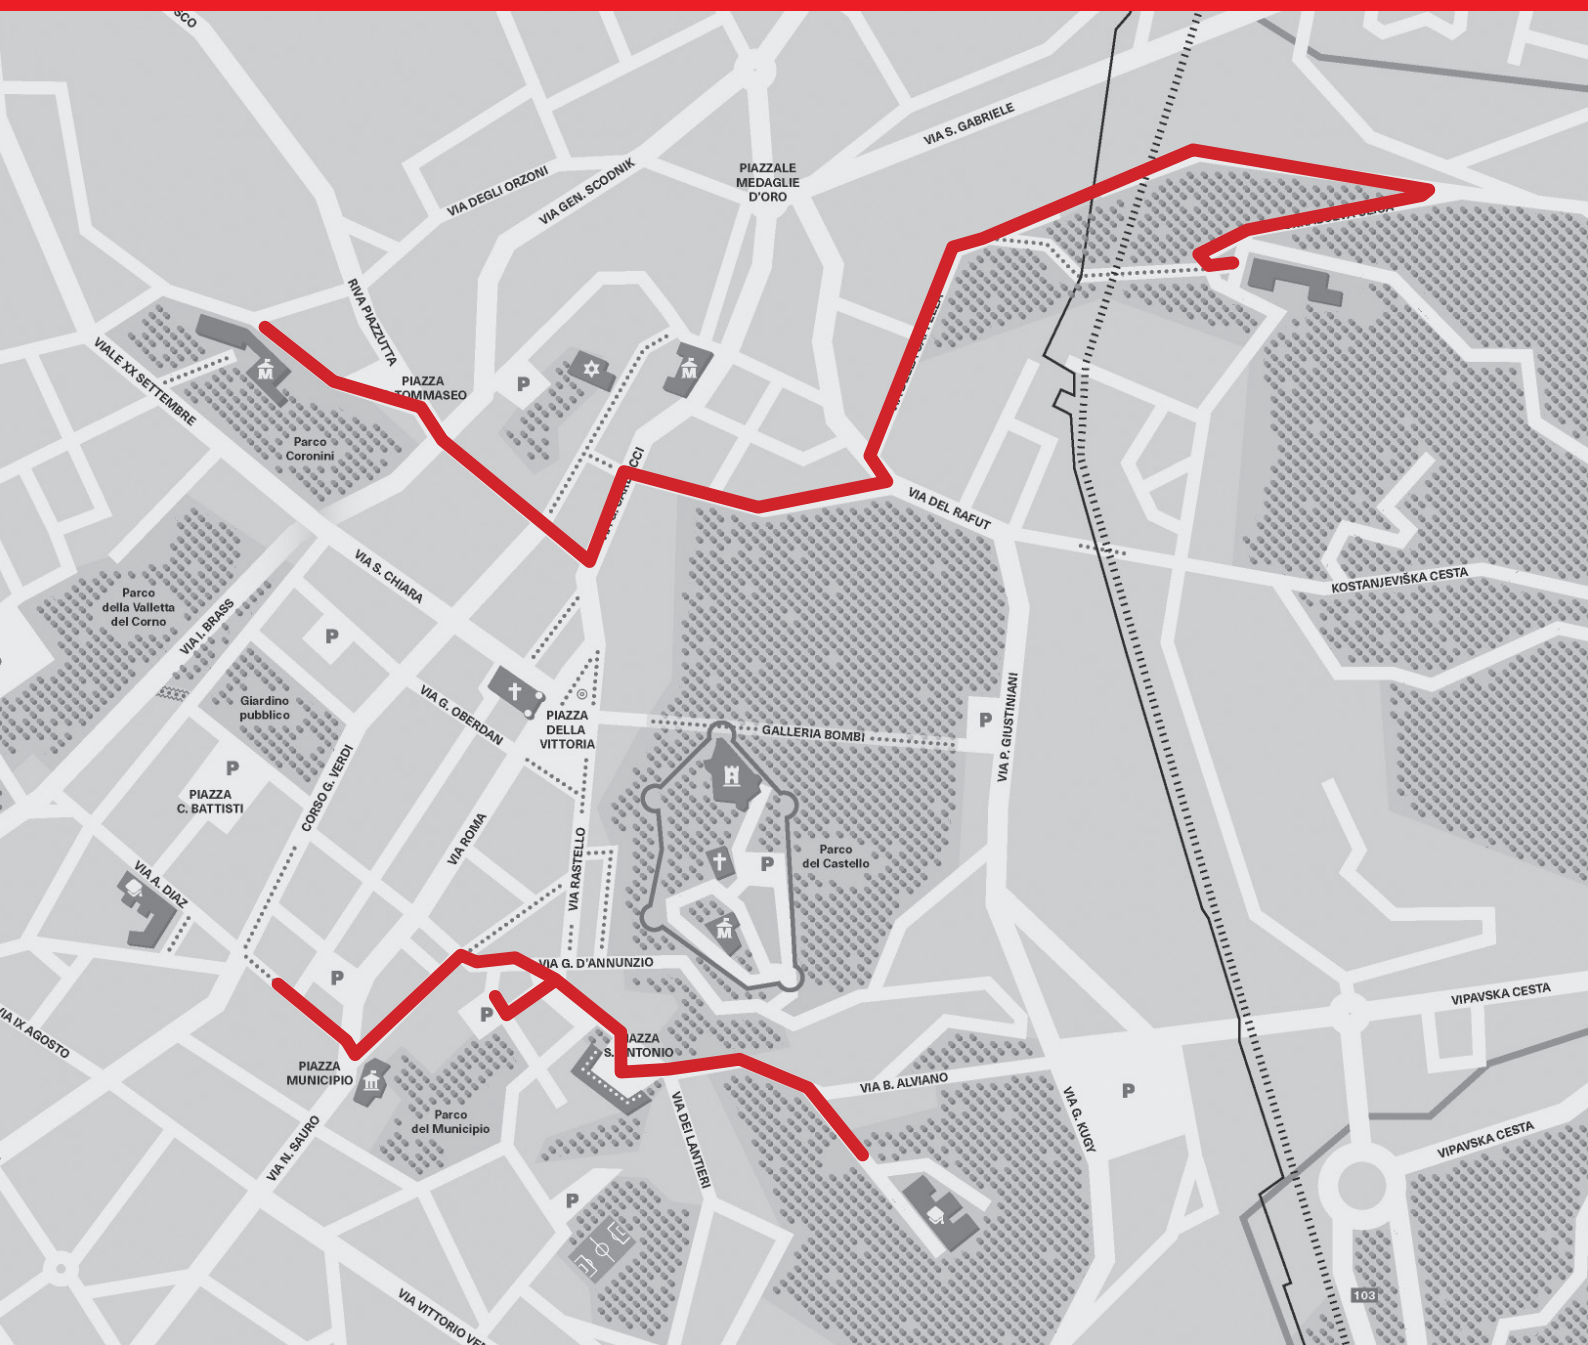 SCO
VIA S. GABRIELE
PIAZZALE
MEDAGLIE
D'ORO
VIA DEGLI ORZONI
VIA GEN. SCODNIK
RIVA PIAZZUTTA
VIALE XX SETTEMBRE
PIAZZA
TOMMASEO
P
M
M
Parco
Coronini
VIA DEL RAFUT
VIA S. CHIARA
KOSTANJEVIŠKA CESTA
Parco
della Valletta
del Corno
VIA I. BRASS
P
Giardino
pubblico
VIA G. OBERDAN
PIAZZA
DELLA
VITTORIA
GALLERIA BOMBI
P
VIA P. GIUSTINIANI
P
PIAZZA
C. BATTISTI
CORSO G. VERDI
VIA ROMA
VIA RASTELLO
Parco
del Castello
P
M
VIA A. DIAZ
VIA G. D'ANNUNZIO
P
P
VIPAVSKA CESTA
VIA IX AGOSTO
PIAZZA
MUNICIPIO
VIA B. ALVIANO
P
VIA G. KUGY
Parco
del Municipio
VIA N. SAURO
VIA DEI LANTIERI
VIPAVSKA CESTA
P
103
VIA VITTORIO VEN